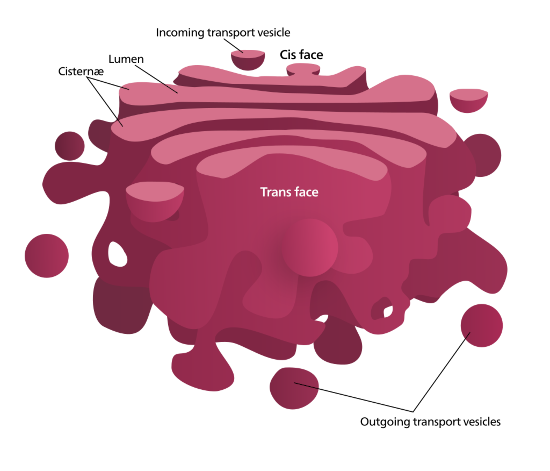 Incoming transport vesicle
Cis face
Lumen
Cisternæ
Trans face
Outgoing transport vesicles